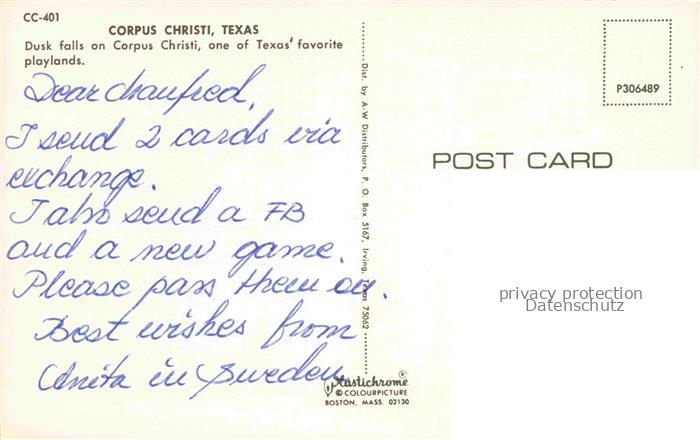 CC-401
CORPUS CHRISTI, TEXAS
Dusk falls on Corpus Christi, one of Texas' favorite
playlands.
Dear Manfred,
I send 2 cards via
exchange.
I also send a FB
and a new game.
Please pass them on.
Best wishes from
Anita in Sweden
Dist. by A-W Distributors, P. O. Box 5167, Irving, Texas 75062
P306489
POST CARD
privacy protection
Datenschutz
Plastichrome®
© COLOURPICTURE
BOSTON, MASS. 02130